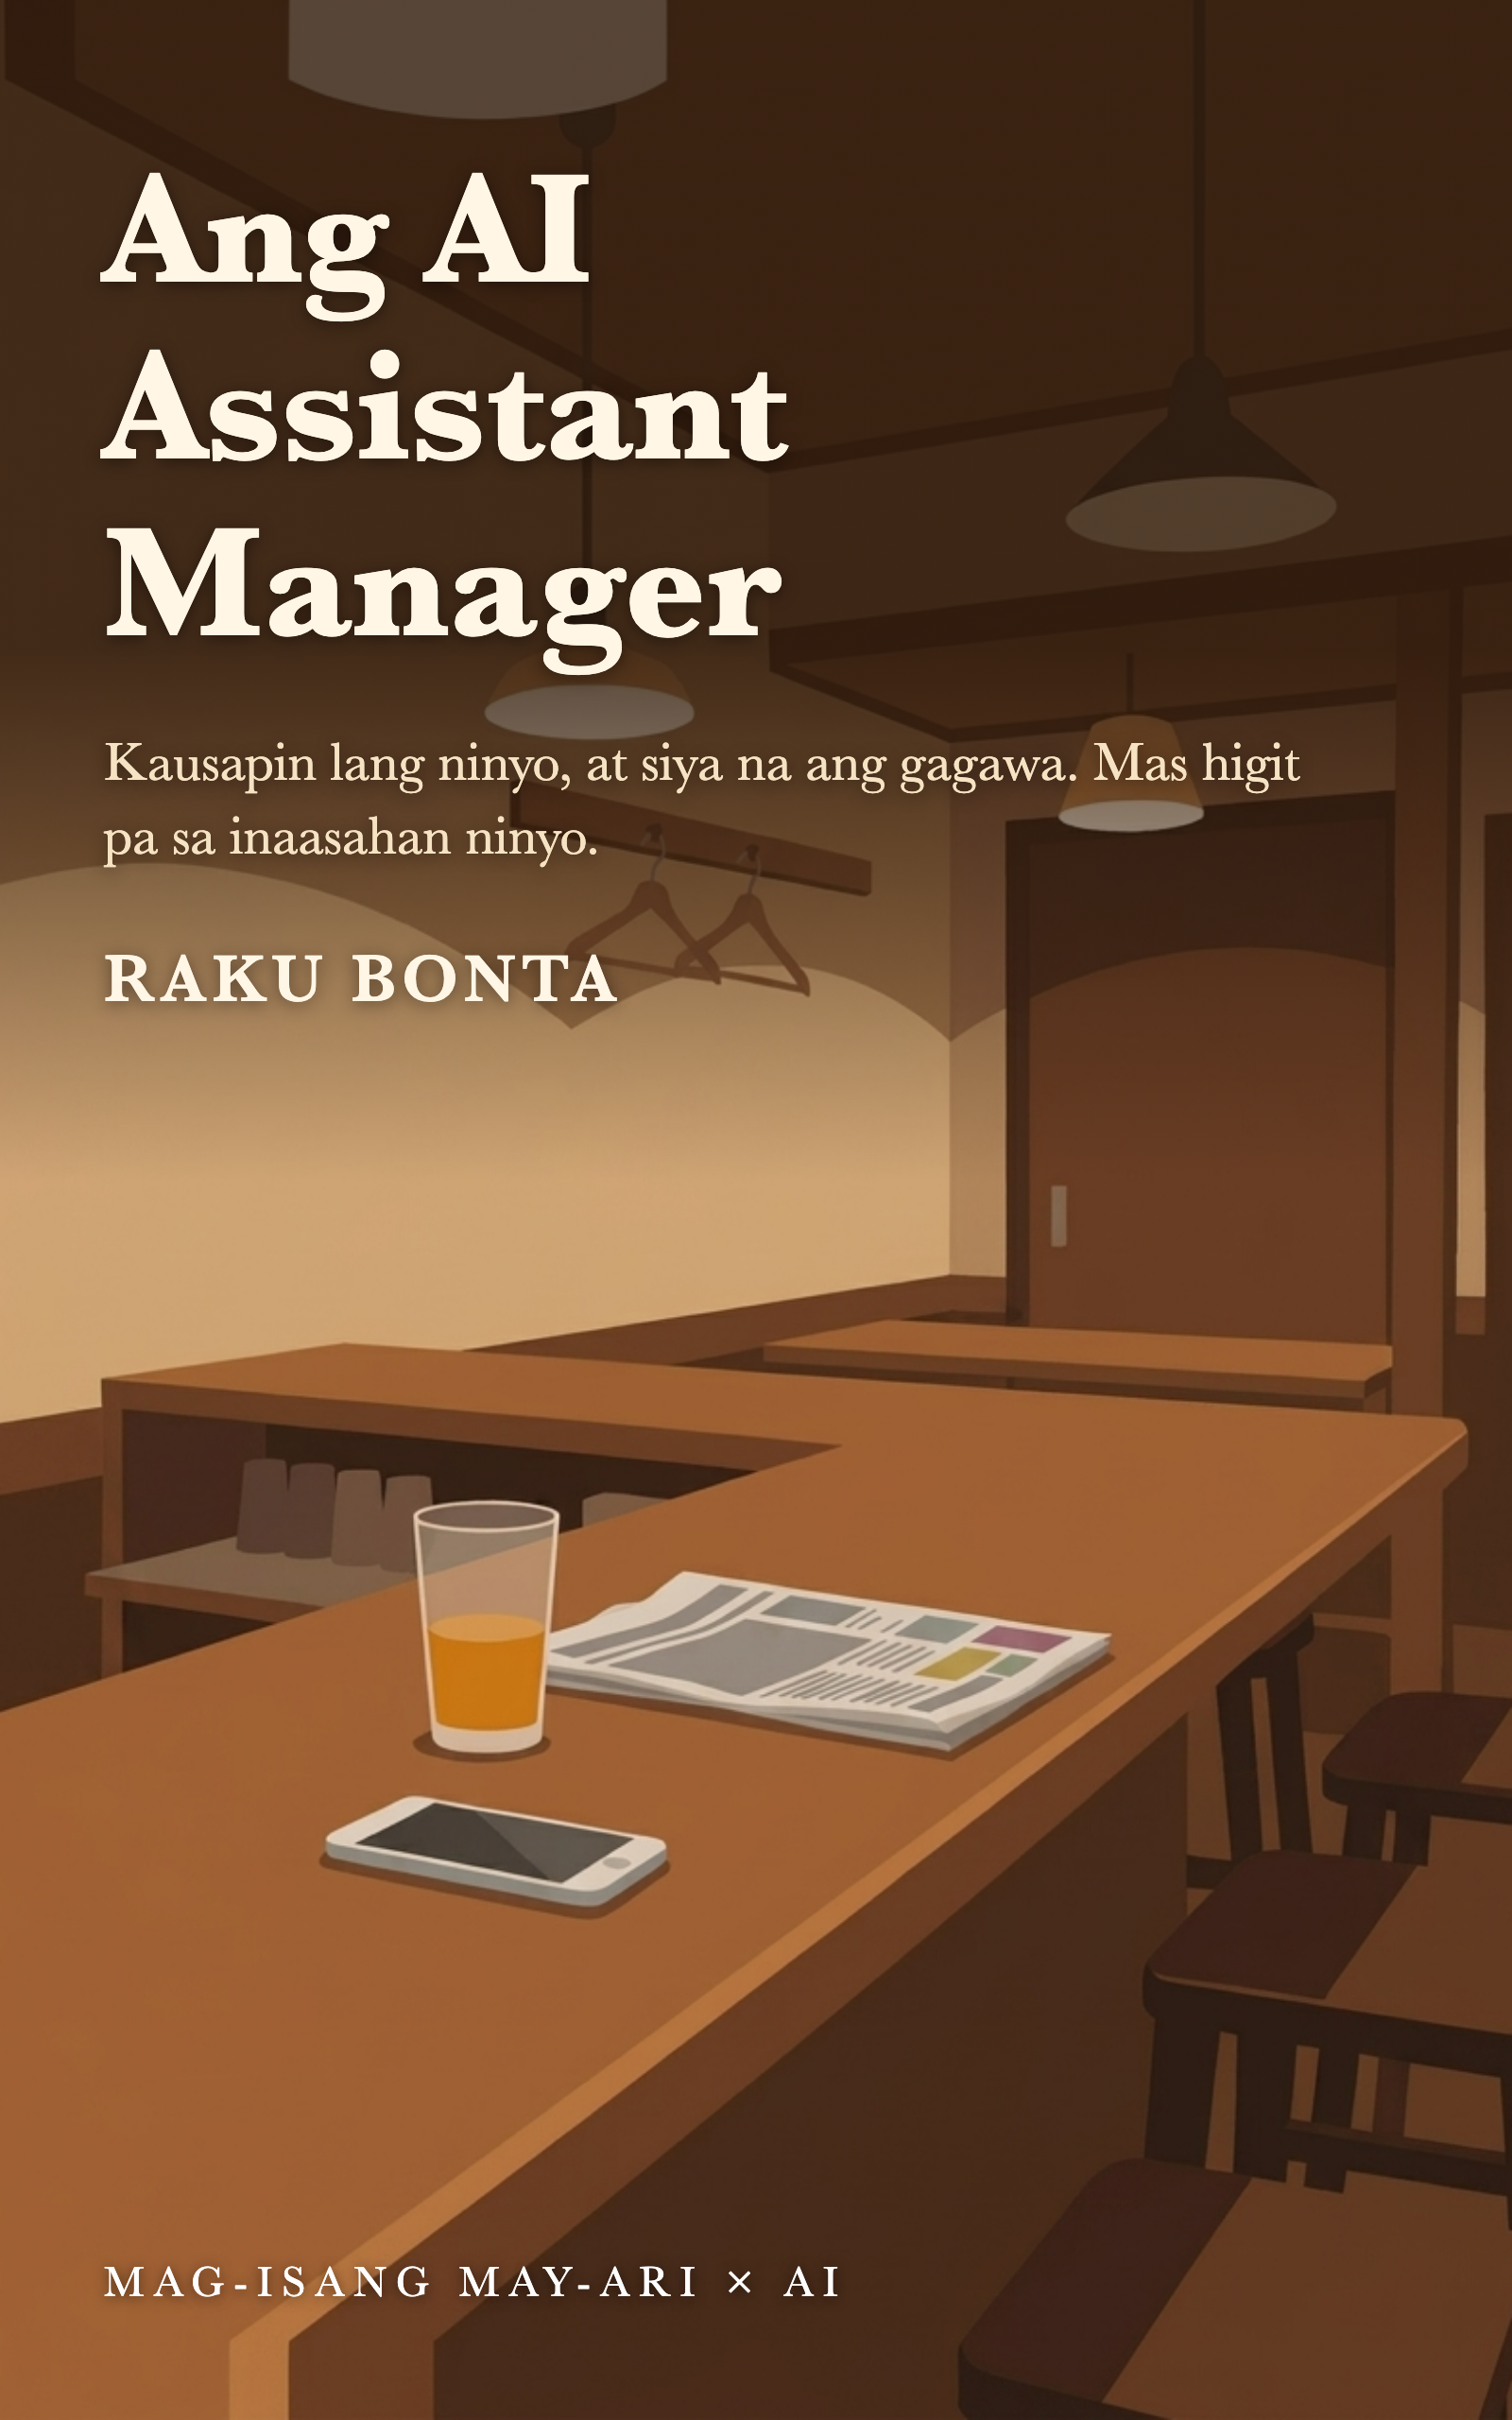 Ang AI
Assistant
Manager
Kausapin lang ninyo, at siya na ang gagawa. Mas higit
pa sa inaasahan ninyo.
RAKU BONTA
MAG-ISANG MAY-ARI × AI